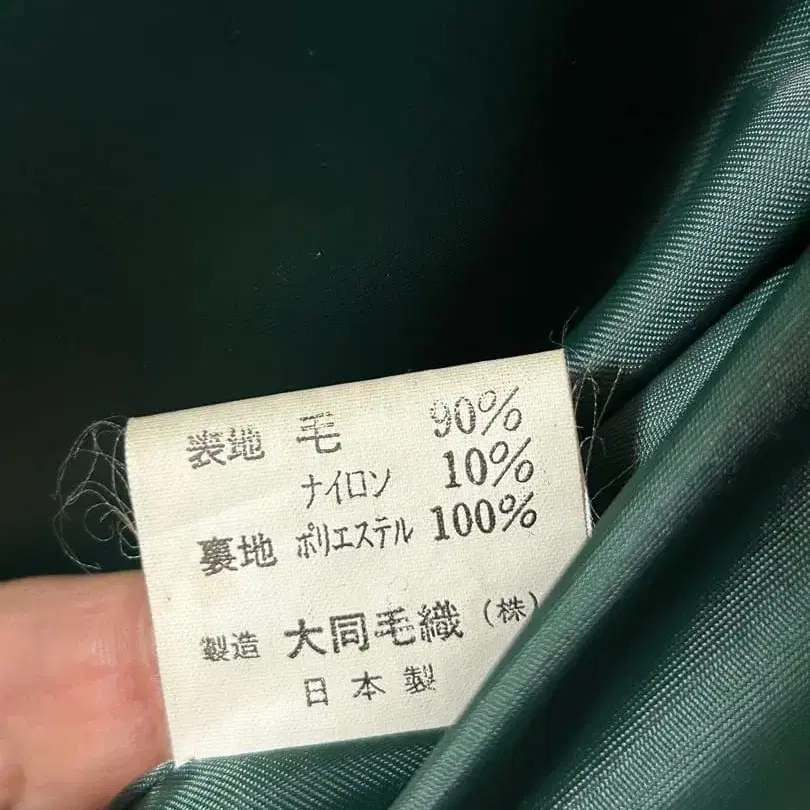 表地 毛 90%
ナイロン 10%
裏地 ポリエステル 100%
製造 大同毛織(株)
日本製